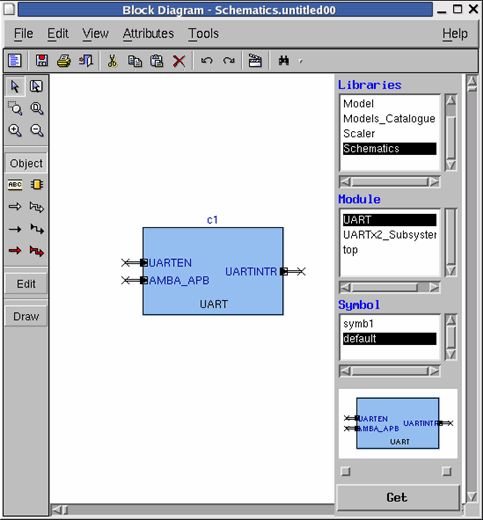 Block Diagram - Schematics.untitled00
File Edit View Attributes Tools Help
Libraries
Model
Models_Catalogue
Scaler
Schematics
Object
ABC
Module
UART
UARTx2_Subsyster
top
c1
UARTEN
AMBA_APB
UARTINTR
UART
Edit
Draw
Symbol
symb1
default
UARTEN
AMBA_APB
UARTINTR
UART
Get